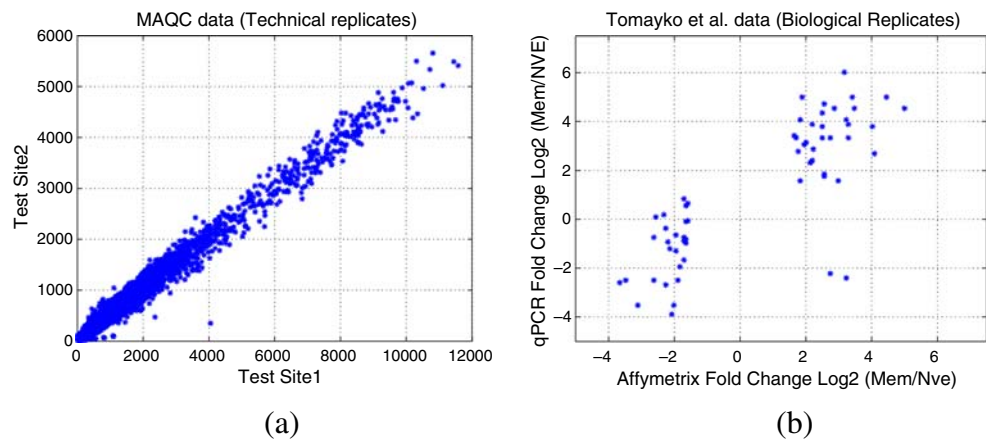 MAQC data (Technical replicates)
6000
5000
4000
3000
2000
1000
0
Test Site2
0 2000 4000 6000 8000 10000 12000
Test Site1
(a)
Tomayko et al. data (Biological Replicates)
6
4
2
0
−2
−4
qPCR Fold Change Log2 (Mem/NVE)
−4 −2 0 2 4 6
Affymetrix Fold Change Log2 (Mem/Nve)
(b)